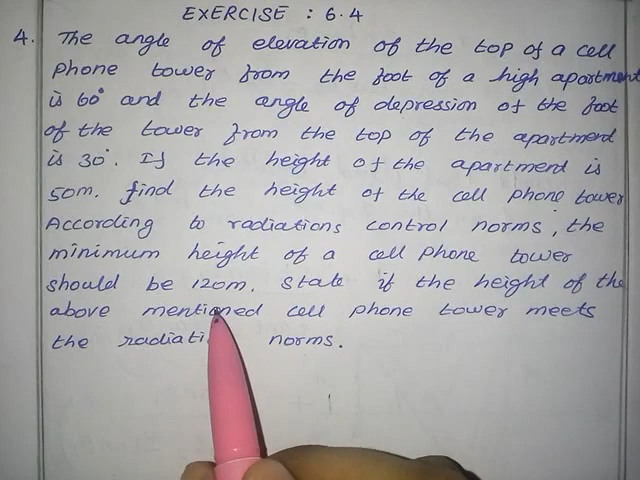 EXERCISE : 6.4
4. The angle of elevation of the top of a cell
phone tower from the foot of a high apartment
is 60° and the angle of depression of the foot
of the tower from the top of the apartment
is 30°. If the height of the apartment is
50m. find the height of the cell phone tower
According to radiations control norms, the
minimum height of a cell phone tower
should be 120m. State if the height of the
above mentioned cell phone tower meets
the radiati norms.